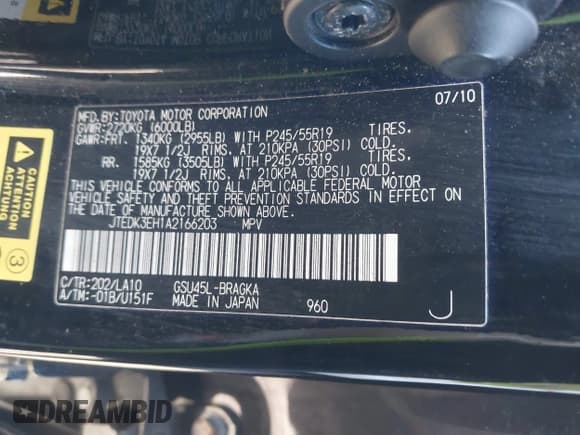 07/10
MFD. BY: TOYOTA MOTOR CORPORATION
GVWR: 2720KG (6000LB)
GAWR: FRT. 1340KG (2955LB) WITH P245/55R19 TIRES,
19X7 1/2J RIMS, AT 210KPA (30PSI) COLD.
RR. 1585KG (3505LB) WITH P245/55R19 TIRES,
19X7 1/2J RIMS, AT 210KPA (30PSI) COLD.
THIS VEHICLE CONFORMS TO ALL APPLICABLE FEDERAL MOTOR
VEHICLE SAFETY AND THEFT PREVENTION STANDARDS IN EFFECT ON
THE DATE OF MANUFACTURE SHOWN ABOVE.
JTEDK3EH1A2166203 MPV
C/TR: 202/LA10 GSU45L-BRAGKA
A/TM: -01B/U151F MADE IN JAPAN 960 J
CAUTION
ATTENTION
ACHTUNG
3
DREAMBID